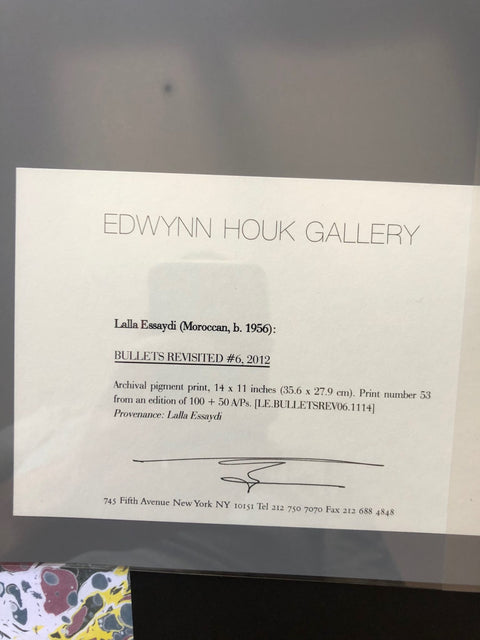 EDWYNN HOUK GALLERY
Lalla Essaydi (Moroccan, b. 1956):
BULLETS REVISITED #6, 2012
Archival pigment print, 14 x 11 inches (35.6 x 27.9 cm). Print number 53
from an edition of 100 + 50 A/Ps. [LE.BULLETSREV06.1114]
Provenance: Lalla Essaydi
745 Fifth Avenue New York NY 10151 Tel 212 750 7070 Fax 212 688 4848